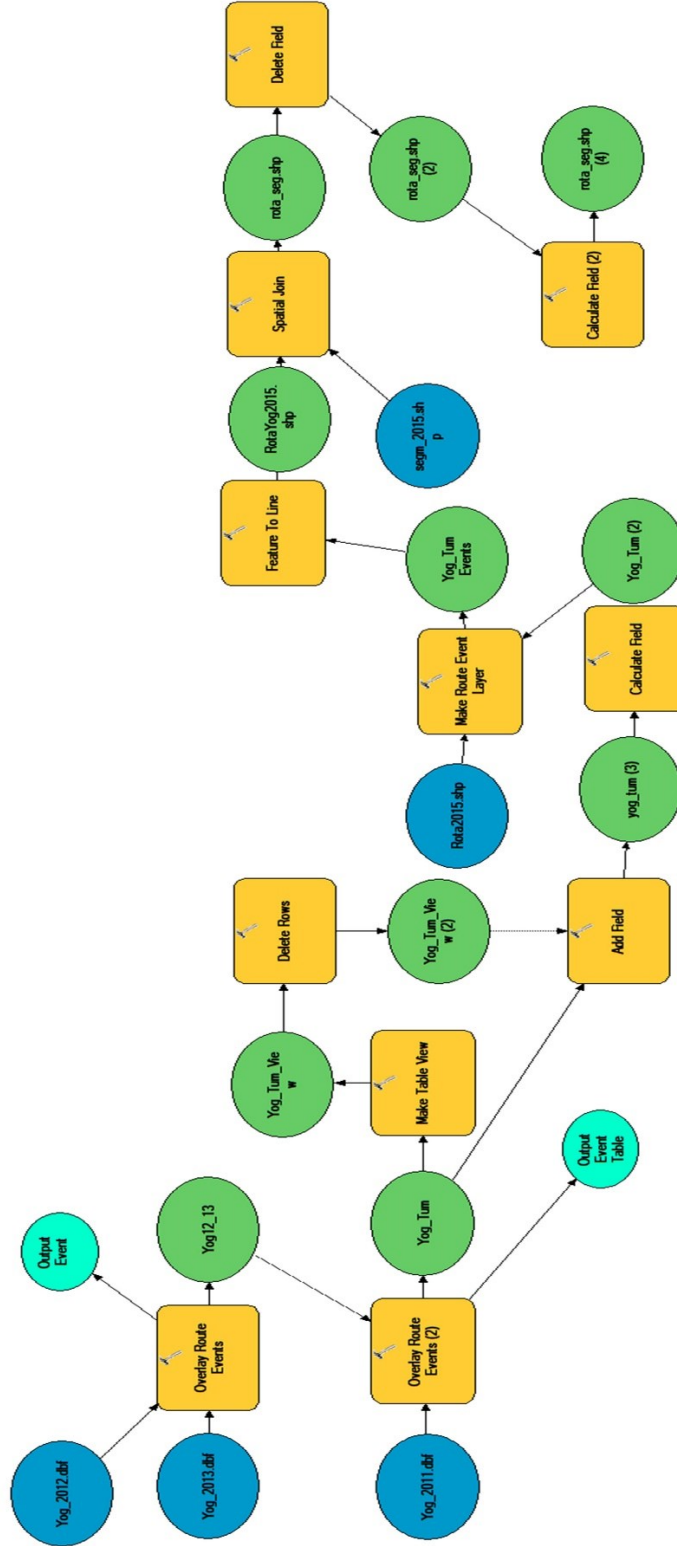 Yog_2012.dbf
Yog_2013.dbf
Overlay Route
Events
Output
Event
Yog12_13
Yog_2011.dbf
Overlay Route
Events (2)
Yog_Tum
Output
Event
Table
Make Table View
Yog_Tum_Vie
w
Delete Rows
Yog_Tum_Vie
w (2)
Add Field
yog_tum (3)
Calculate Field
Yog_Tum (2)
Rota2015.shp
Make Route Event
Layer
Yog_Tum
Events
Feature To Line
RotaYog2015.
shp
segm_2015.sh
p
Spatial Join
rota_seg.shp
Delete Field
rota_seg.shp
(2)
Calculate Field (2)
rota_seg.shp
(4)